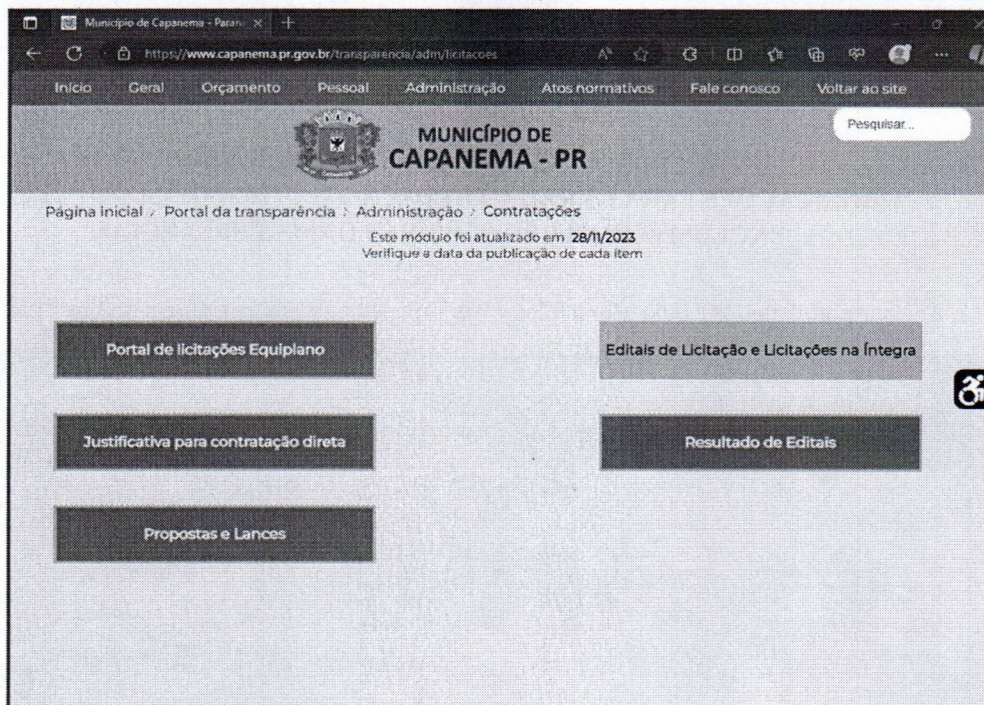 Município de Capanema - Paran
https://www.capanema.pr.gov.br/transparencia/adm/licitacoes
Início Geral Orçamento Pessoal Administração Atos normativos Fale conosco Voltar ao site
Pesquisar...
MUNICÍPIO DE
CAPANEMA - PR
Página inicial / Portal da transparência / Administração / Contratações
Este módulo foi atualizado em 28/11/2023
Verifique a data da publicação de cada item
Portal de licitações Equiplano
Editais de Licitação e Licitações na Íntegra
Justificativa para contratação direta
Resultado de Editais
Propostas e Lances